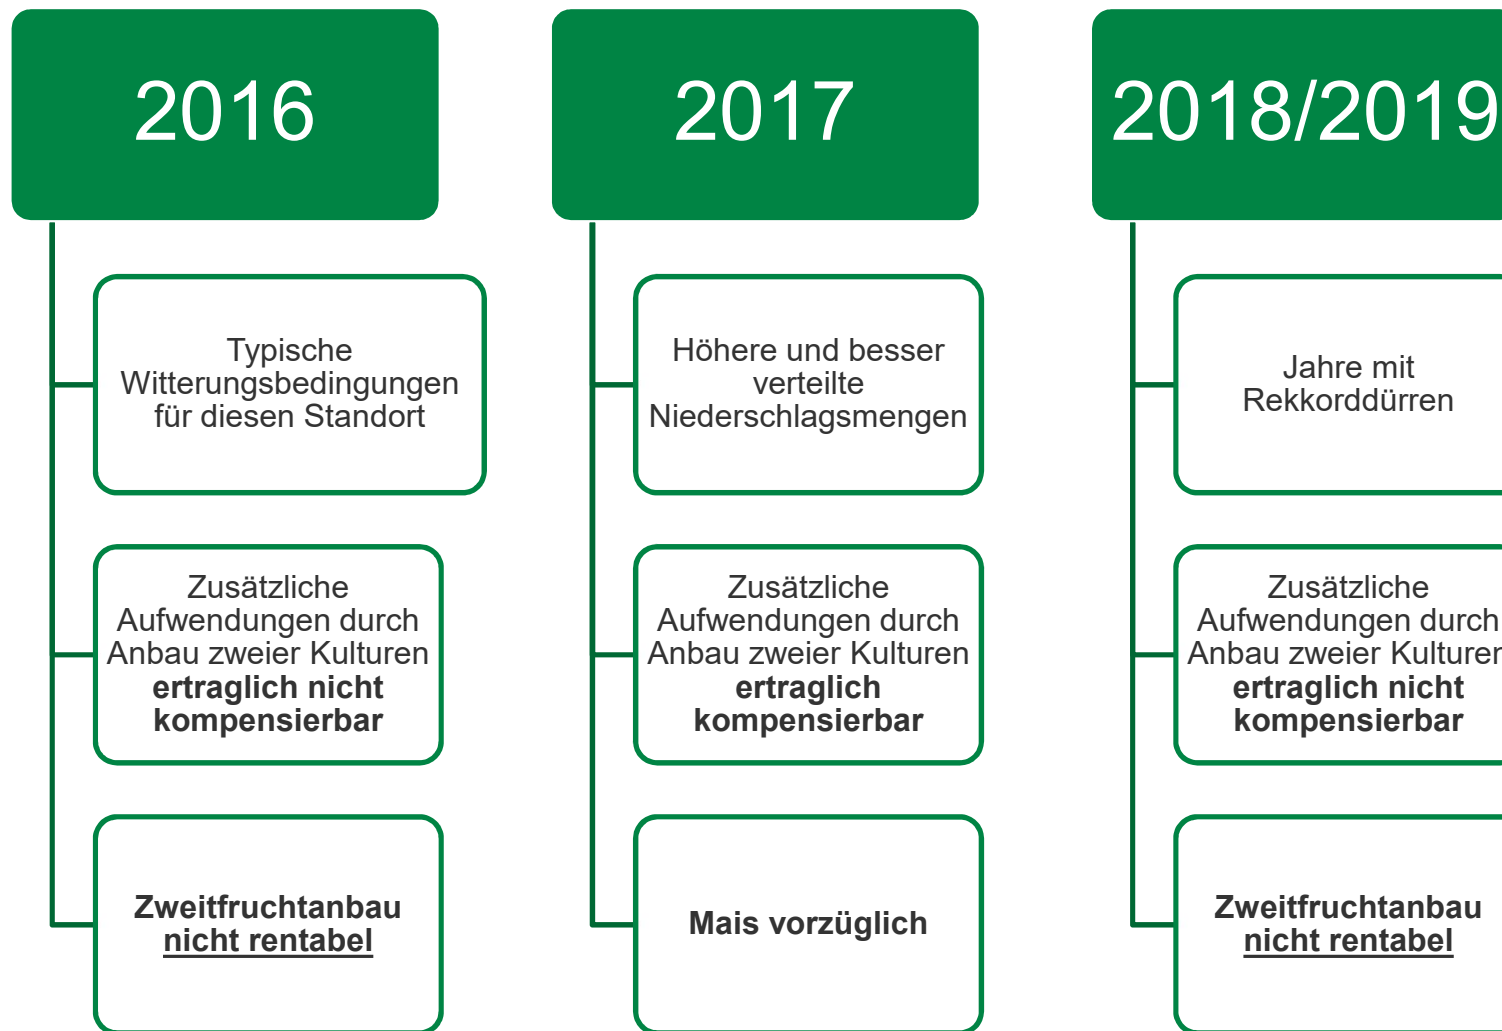 2016
Typische
Witterungsbedingungen
für diesen Standort
Zusätzliche
Aufwendungen durch
Anbau zweier Kulturen
ertraglich nicht
kompensierbar
Zweitfruchtanbau
nicht rentabel
2017
Höhere und besser
verteilte
Niederschlagsmengen
Zusätzliche
Aufwendungen durch
Anbau zweier Kulturen
ertraglich
kompensierbar
Mais vorzüglich
2018/2019
Jahre mit
Rekkorddürren
Zusätzliche
Aufwendungen durch
Anbau zweier Kulturen
ertraglich nicht
kompensierbar
Zweitfruchtanbau
nicht rentabel